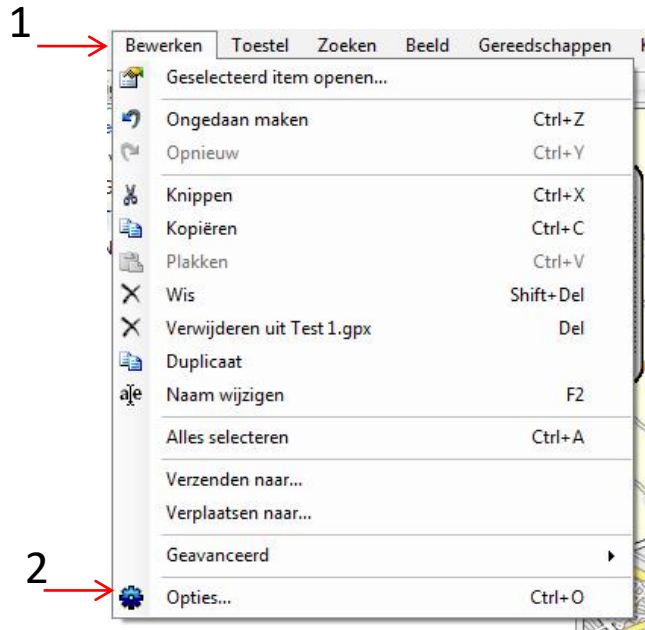 1
Bewerken Toestel Zoeken Beeld Gereedschappen
Geselecteerd item openen...
Ongedaan maken Ctrl+Z
Opnieuw Ctrl+Y
Knippen Ctrl+X
Kopiëren Ctrl+C
Plakken Ctrl+V
Wis Shift+Del
Verwijderen uit Test 1.gpx Del
Duplicaat
Naam wijzigen F2
Alles selecteren Ctrl+A
Verzenden naar...
Verplaatsen naar...
Geavanceerd
2
Opties... Ctrl+O